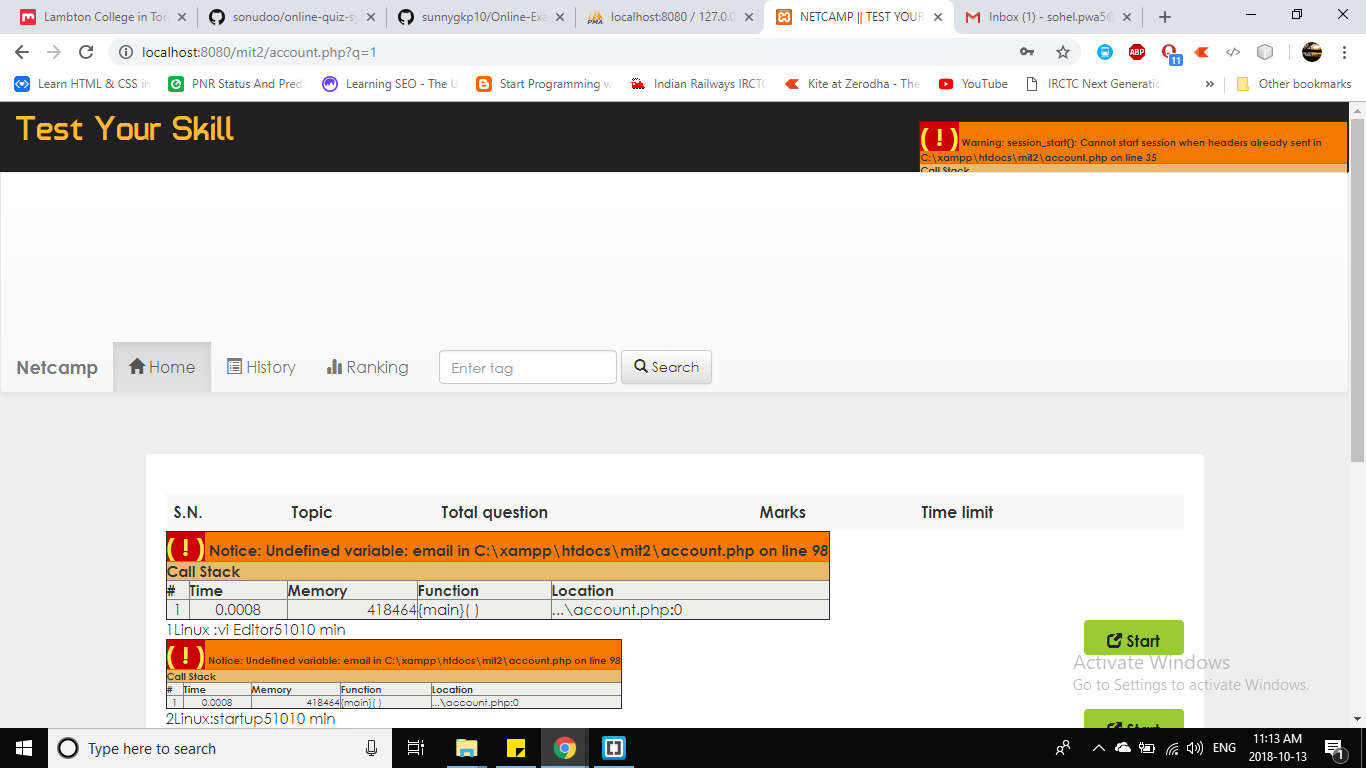 Lambton College in Tor
sonudoo/online-quiz-sy
sunnygkp10/Online-Exa
localhost:8080 / 127.0.0
NETCAMP || TEST YOUR
Inbox (1) - sohel.pwa5@
localhost:8080/mit2/account.php?q=1
ABP
11
Learn HTML & CSS in
PNR Status And Pred
Learning SEO - The U
Start Programming w
Indian Railways IRCTC
Kite at Zerodha - The
YouTube
IRCTC Next Generatic
»
Other bookmarks
Test Your Skill
( ! ) Warning: session_start(): Cannot start session when headers already sent in
C:\xampp\htdocs\mit2\account.php on line 35
Call Stack
Netcamp
Home
History
Ranking
Enter tag
Search
S.N. Topic Total question Marks Time limit
( ! ) Notice: Undefined variable: email in C:\xampp\htdocs\mit2\account.php on line 98
Call Stack
# Time Memory Function Location
1 0.0008 418464 {main}( ) ...\account.php:0
1Linux :vi Editor51010 min
Start
( ! ) Notice: Undefined variable: email in C:\xampp\htdocs\mit2\account.php on line 98
Call Stack
# Time Memory Function Location
1 0.0008 418464 {main}( ) ...\account.php:0
2Linux:startup51010 min
Start
Activate Windows
Go to Settings to activate Windows.
Type here to search
ENG
11:13 AM
2018-10-13
1